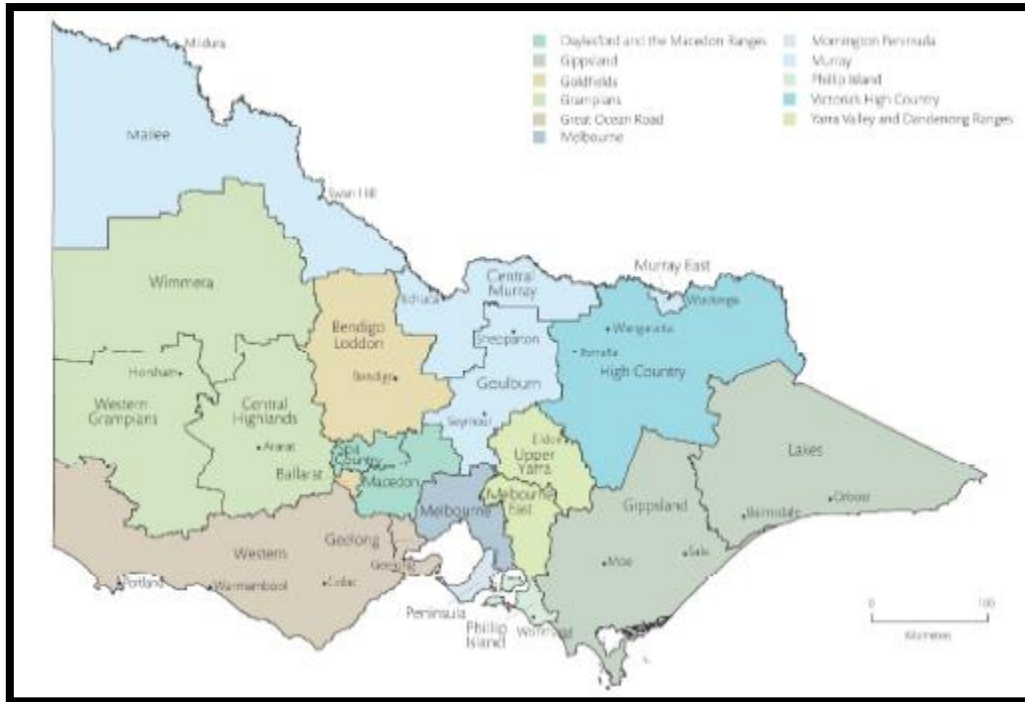 Mildura
Daylesford and the Macedon Ranges
Gippsland
Goldfields
Grampians
Great Ocean Road
Melbourne
Mornington Peninsula
Murray
Phillip Island
Victoria's High Country
Yarra Valley and Dandenong Ranges
Mallee
Swan Hill
Wimmera
Echuca
Central
Murray
Murray East
Wodonga
Bendigo
Loddon
Shepparton
Wangaratta
Benalla
Horsham
Bendigo
Goulburn
High Country
Western
Grampians
Central
Highlands
Seymour
Ararat
Ballarat
Spa
Country
Macedon
Eildon
Upper
Yarra
Lakes
Melbourne
Melbourne
East
Gippsland
Orbost
Bairnsdale
Western
Geelong
Geelong
Moe
Sale
Portland
Warrnambool
Colac
Peninsula
Phillip
Island
Wonthaggi
0 100
Kilometres